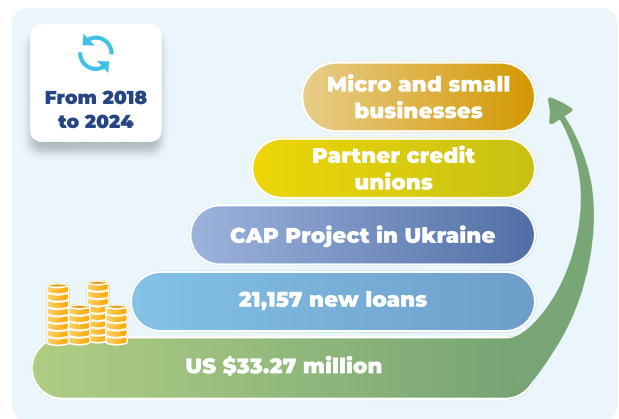 From 2018
to 2024
Micro and small
businesses
Partner credit
unions
CAP Project in Ukraine
21,157 new loans
US $33.27 million